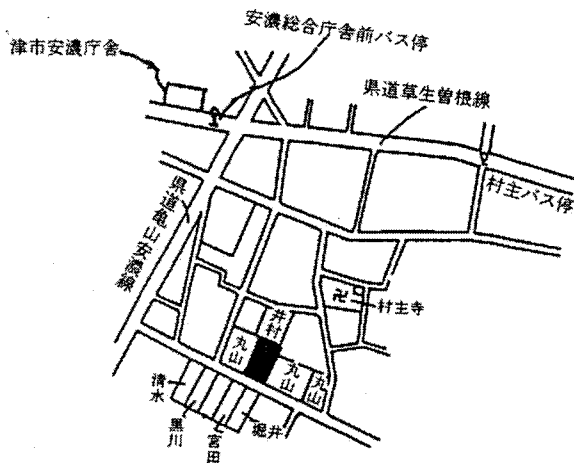 安濃総合庁舎前バス停
津市安濃庁舎
県道草生曽根線
村主バス停
県道亀山安濃線
卍
村主寺
井村
丸山
丸山
丸山
清水
黒川
宮田
堀井